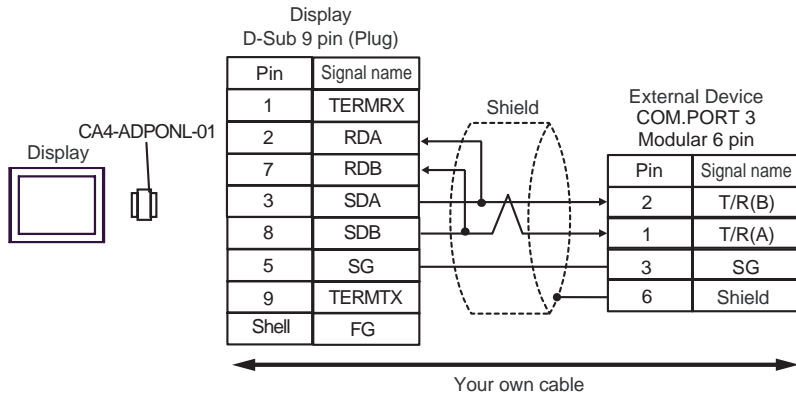 Display
D-Sub 9 pin (Plug)
CA4-ADPONL-01
Display
Pin Signal name
1 TERMRX
2 RDA
7 RDB
3 SDA
8 SDB
5 SG
9 TERMTX
Shell FG
Shield
External Device
COM.PORT 3
Modular 6 pin
Pin Signal name
2 T/R(B)
1 T/R(A)
3 SG
6 Shield
Your own cable